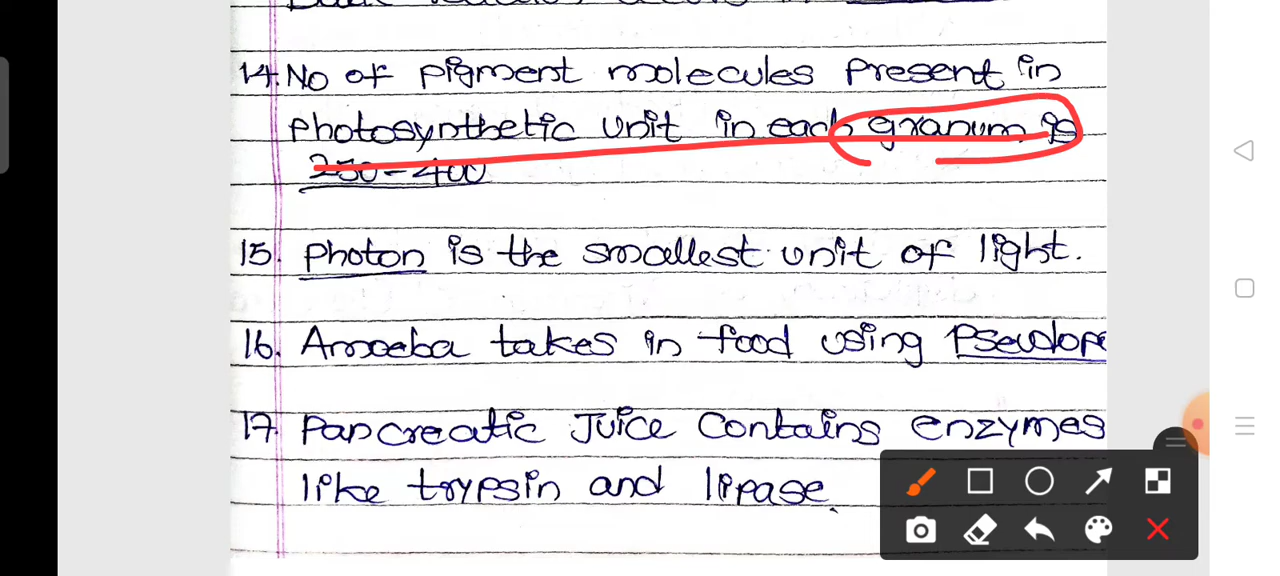 14. No of pigment molecules present in
photosynthetic unit in each granum is
250-400
15. Photon is the smallest unit of light.
16. Amoeba takes in food using Pseudop
17. Pancreatic Juice Contains enzymes
like trypsin and lipase.